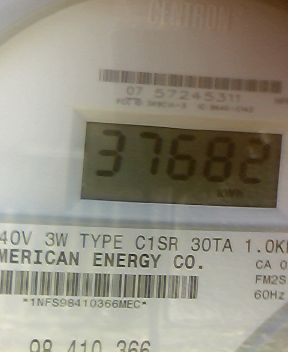 CENTRON
07 57245311
37682
kWh
40V 3W TYPE C1SR 30TA 1.0K
MERICAN ENERGY CO.
CA 0
FM2S
60Hz
*1NFS98410366MEC*
98 410 366